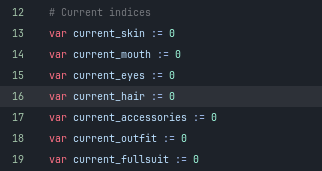 12 # Current indices
13 var current_skin := 0
14 var current_mouth := 0
15 var current_eyes := 0
16 var current_hair := 0
17 var current_accessories := 0
18 var current_outfit := 0
19 var current_fullsuit := 0